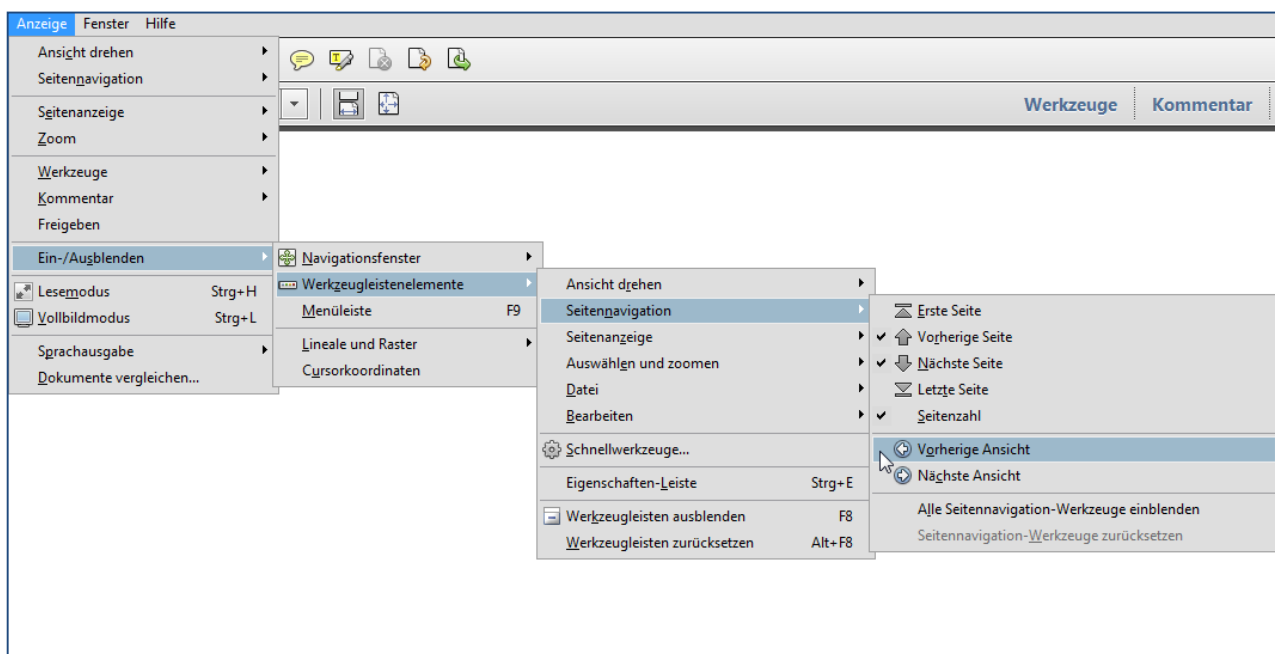 Anzeige Fenster Hilfe
Ansicht drehen
Seitennavigation
Seitenanzeige
Zoom
Werkzeuge
Kommentar
Freigeben
Ein-/Ausblenden
Lesemodus Strg+H
Vollbildmodus Strg+L
Sprachausgabe
Dokumente vergleichen...
Werkzeuge Kommentar
Navigationsfenster
Werkzeugleistenelemente
Menüleiste F9
Lineale und Raster
Cursorkoordinaten
Ansicht drehen
Seitennavigation
Seitenanzeige
Auswählen und zoomen
Datei
Bearbeiten
Schnellwerkzeuge...
Eigenschaften-Leiste Strg+E
Werkzeugleisten ausblenden F8
Werkzeugleisten zurücksetzen Alt+F8
Erste Seite
Vorherige Seite
Nächste Seite
Letzte Seite
Seitenzahl
Vorherige Ansicht
Nächste Ansicht
Alle Seitennavigation-Werkzeuge einblenden
Seitennavigation-Werkzeuge zurücksetzen